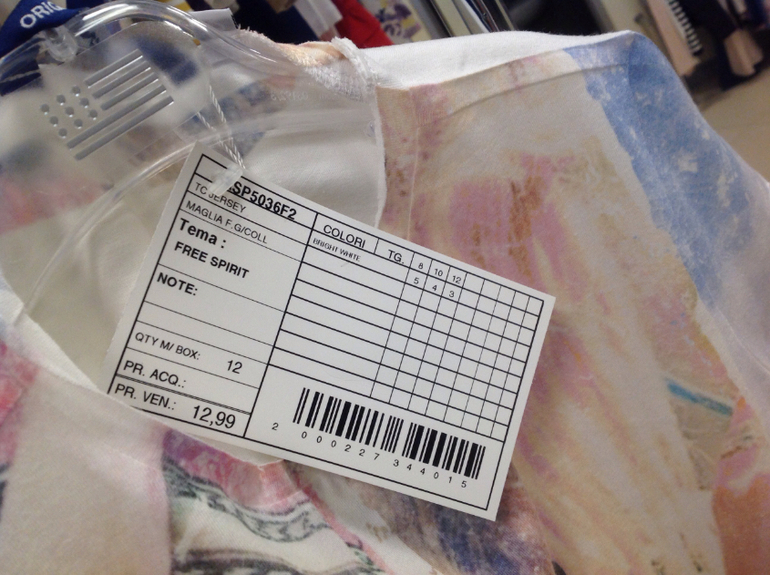 ORIG
SP5036F2
TC JERSEY
MAGLIA F.G/COLL
Tema :
FREE SPIRIT
NOTE:
QTY M/ BOX: 12
PR. ACQ.:
PR. VEN.: 12,99
COLORI TG. 8 10 12
BRIGHT WHITE 5 4 3
2 000227 344015